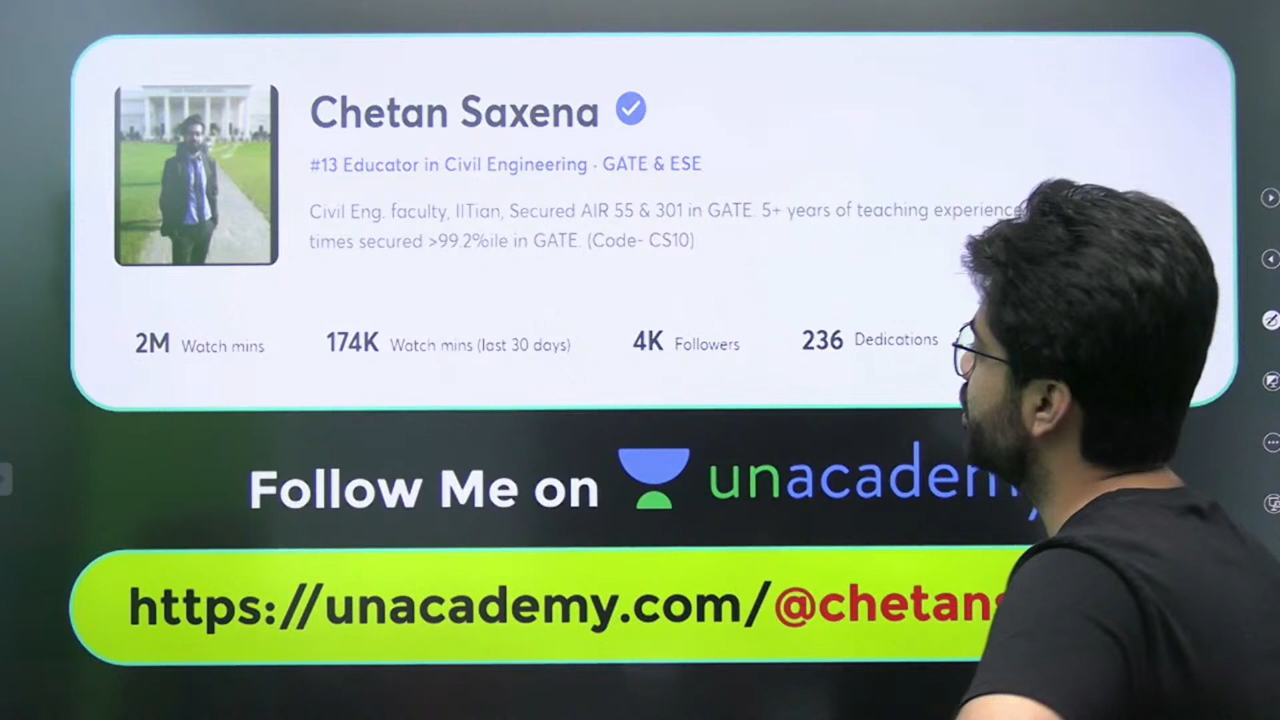 Chetan Saxena
#13 Educator in Civil Engineering · GATE & ESE
Civil Eng. faculty, IITian, Secured AIR 55 & 301 in GATE. 5+ years of teaching experience
times secured >99.2%ile in GATE. (Code- CS10)
2M Watch mins 174K Watch mins (last 30 days) 4K Followers 236 Dedications
Follow Me on unacademy
https://unacademy.com/@chetans